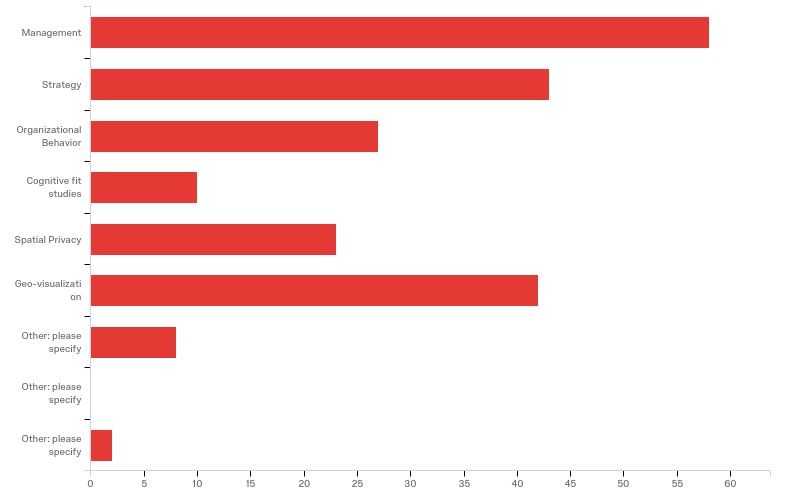 Management
Strategy
Organizational
Behavior
Cognitive fit
studies
Spatial Privacy
Geo-visualizati
on
Other: please
specify
Other: please
specify
Other: please
specify
0 5 10 15 20 25 30 35 40 45 50 55 60